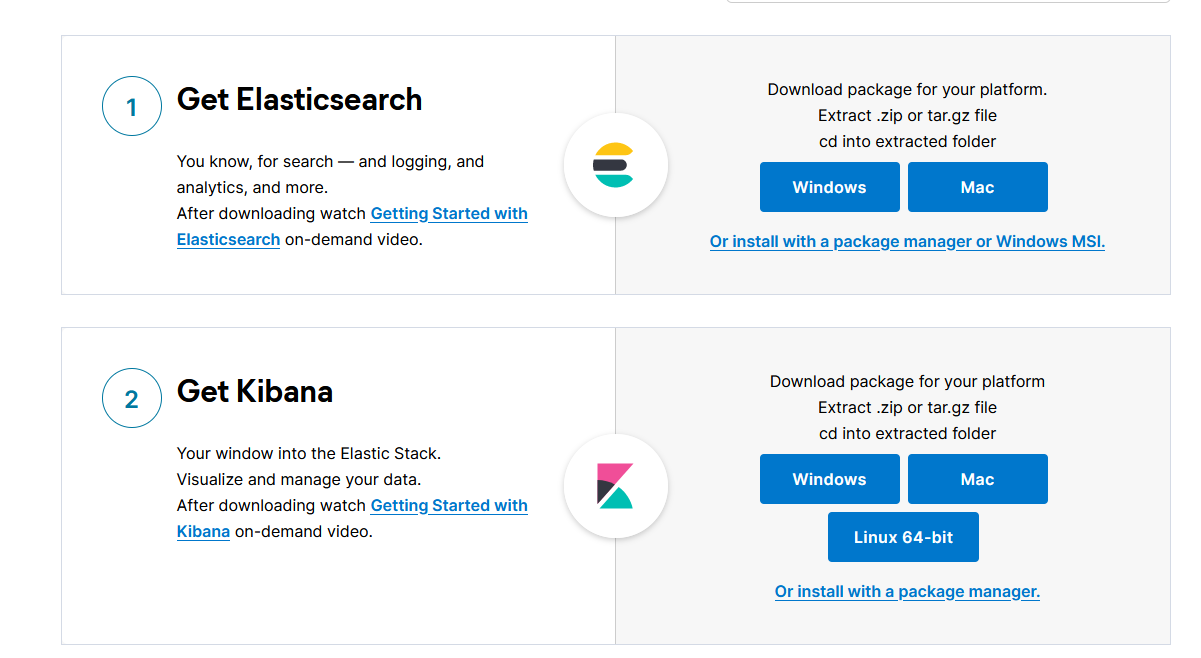 1
Get Elasticsearch
You know, for search — and logging, and
analytics, and more.
After downloading watch Getting Started with
Elasticsearch on-demand video.
Download package for your platform.
Extract .zip or tar.gz file
cd into extracted folder
Windows
Mac
Or install with a package manager or Windows MSI.
2
Get Kibana
Your window into the Elastic Stack.
Visualize and manage your data.
After downloading watch Getting Started with
Kibana on-demand video.
Download package for your platform
Extract .zip or tar.gz file
cd into extracted folder
Windows
Mac
Linux 64-bit
Or install with a package manager.